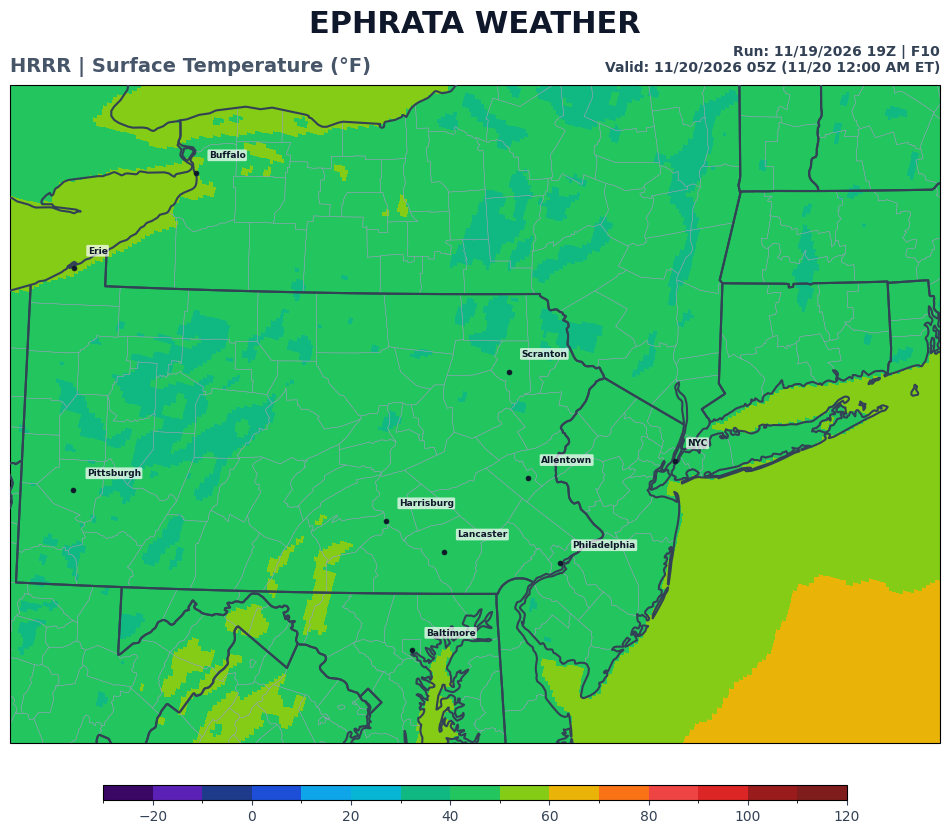 EPHRATA WEATHER
HRRR | Surface Temperature (°F)
Run: 11/19/2026 19Z | F10
Valid: 11/20/2026 05Z (11/20 12:00 AM ET)
Buffalo
Erie
Scranton
NYC
Allentown
Pittsburgh
Harrisburg
Lancaster
Philadelphia
Baltimore
−20 0 20 40 60 80 100 120